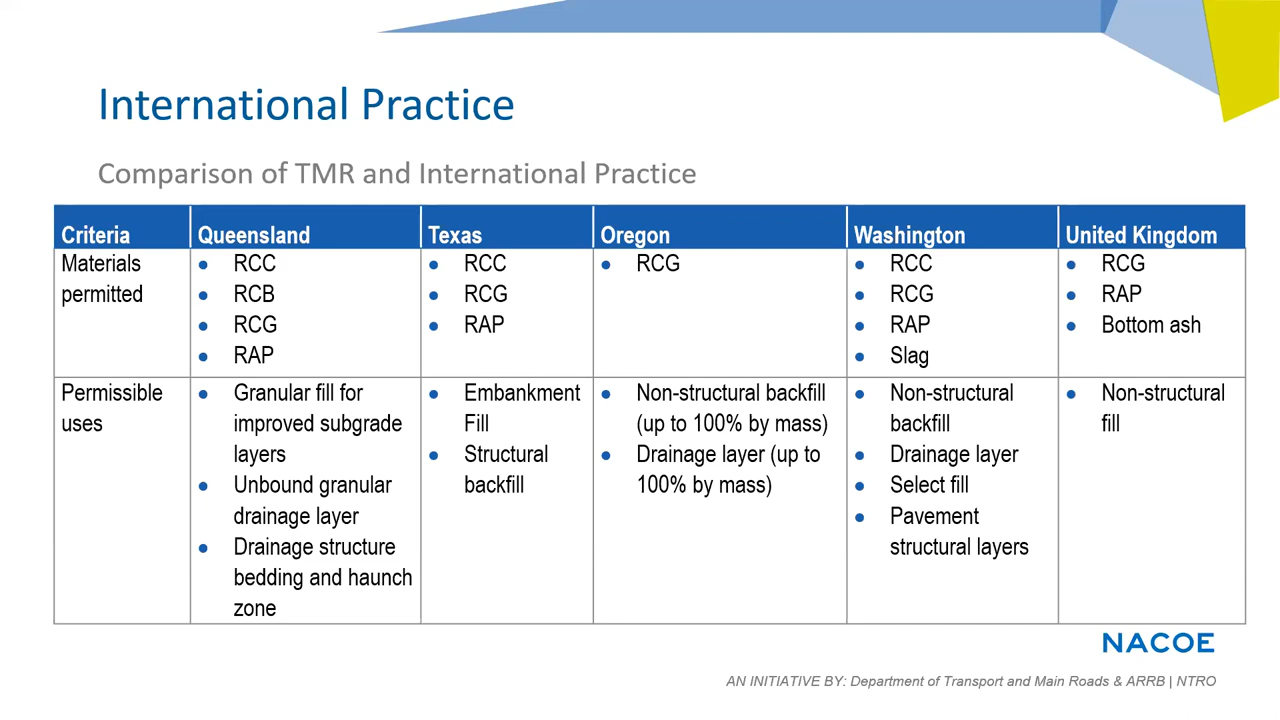 International Practice
Comparison of TMR and International Practice
Criteria
Queensland
Texas
Oregon
Washington
United Kingdom
Materials
permitted
● RCC
● RCB
● RCG
● RAP
● RCC
● RCG
● RAP
● RCG
● RCC
● RCG
● RAP
● Slag
● RCG
● RAP
● Bottom ash
Permissible
uses
● Granular fill for
improved subgrade
layers
● Unbound granular
drainage layer
● Drainage structure
bedding and haunch
zone
● Embankment
Fill
● Structural
backfill
● Non-structural backfill
(up to 100% by mass)
● Drainage layer (up to
100% by mass)
● Non-structural
backfill
● Drainage layer
● Select fill
● Pavement
structural layers
● Non-structural
fill
NACOE
AN INITIATIVE BY: Department of Transport and Main Roads & ARRB | NTRO